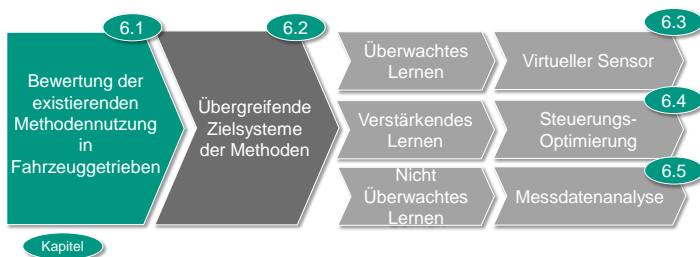 6.1
Bewertung der
existierenden
Methodennutzung
in
Fahrzeuggetrieben
6.2
Übergreifende
Zielsysteme
der Methoden
Überwachtes
Lernen
6.3
Virtueller Sensor
Verstärkendes
Lernen
6.4
Steuerungs-
Optimierung
Nicht
Überwachtes
Lernen
6.5
Messdatenanalyse
Kapitel